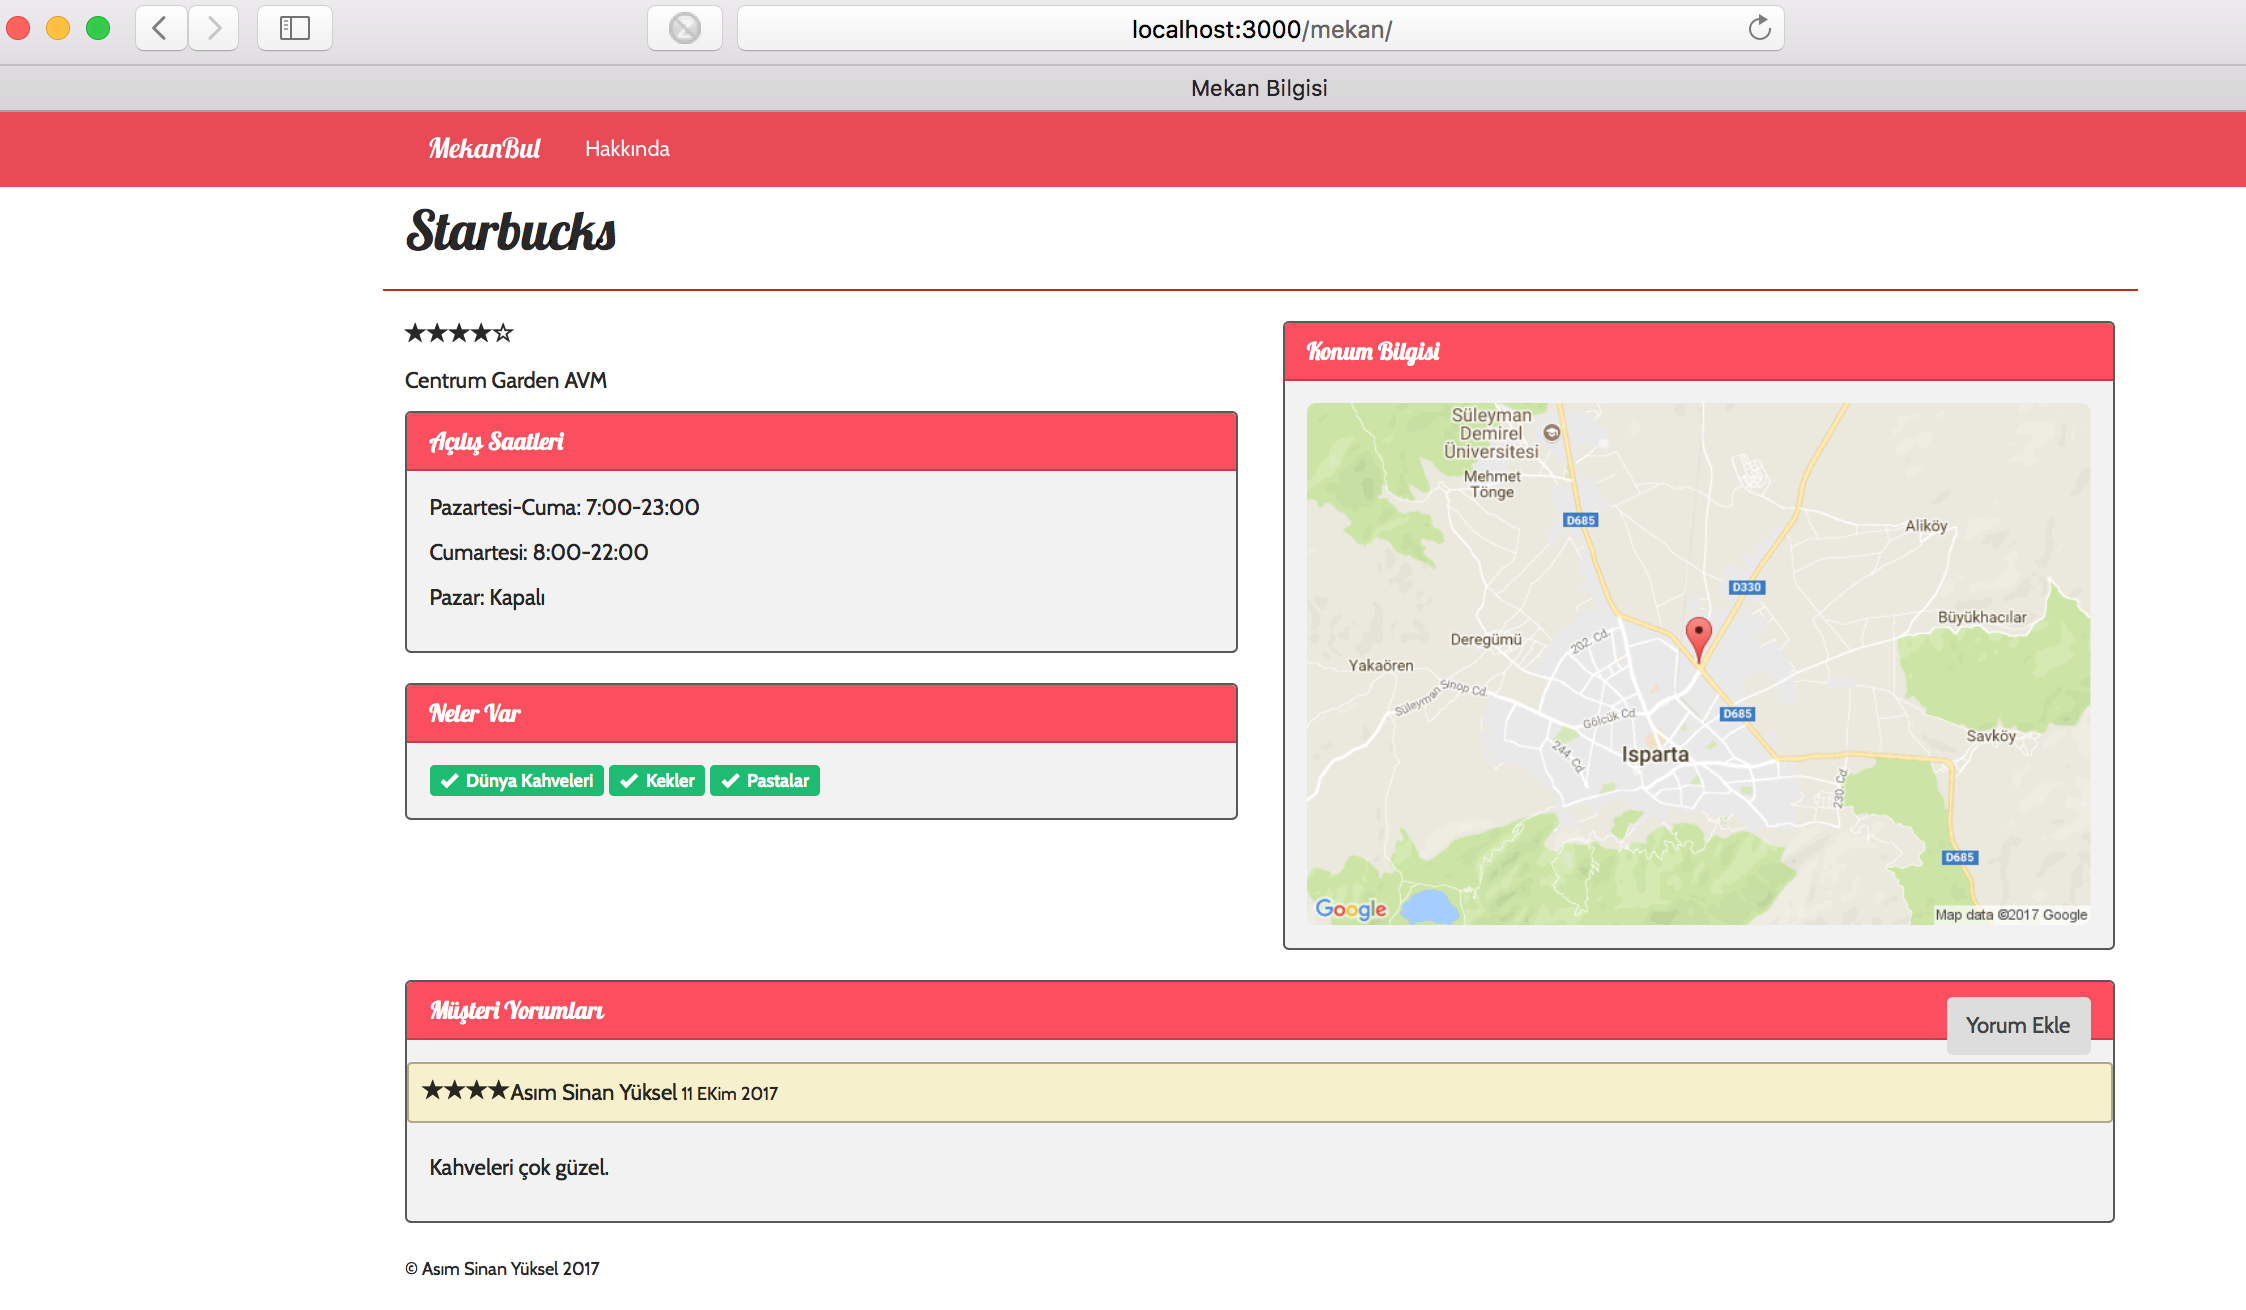 localhost:3000/mekan/
Mekan Bilgisi
MekanBul Hakkında
Starbucks
★★★★☆
Centrum Garden AVM
Açılış Saatleri
Pazartesi-Cuma: 7:00-23:00
Cumartesi: 8:00-22:00
Pazar: Kapalı
Neler Var
Dünya Kahveleri Kekler Pastalar
Konum Bilgisi
Süleyman
Demirel
Üniversitesi
Mehmet
Tönge
D685
Aliköy
D330
Büyükhacılar
Deregümü
202. Cd.
Yakaören
Süleyman Sinop Cd.
D685
Gölcük Cd.
Savköy
244. Cd.
Isparta
230. Cd.
D685
Google
Map data ©2017 Google
Müşteri Yorumları
Yorum Ekle
★★★★Asım Sinan Yüksel 11 EKim 2017
Kahveleri çok güzel.
© Asım Sinan Yüksel 2017